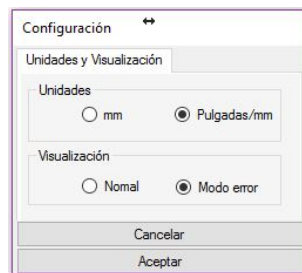 Configuración
Unidades y Visualización
Unidades
mm
Pulgadas/mm
Visualización
Nomal
Modo error
Cancelar
Aceptar